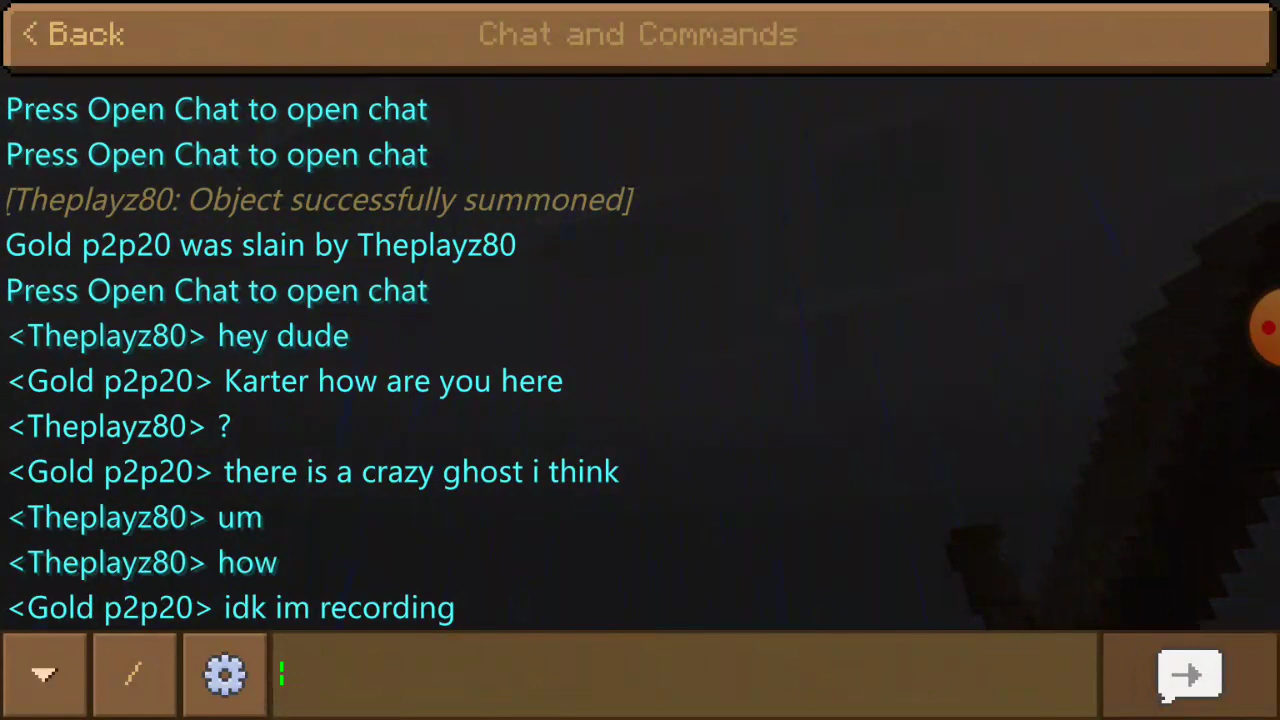 < Back
Chat and Commands
Press Open Chat to open chat
Press Open Chat to open chat
[Theplayz80: Object successfully summoned]
Gold p2p20 was slain by Theplayz80
Press Open Chat to open chat
<Theplayz80> hey dude
<Gold p2p20> Karter how are you here
<Theplayz80> ?
<Gold p2p20> there is a crazy ghost i think
<Theplayz80> um
<Theplayz80> how
<Gold p2p20> idk im recording
/